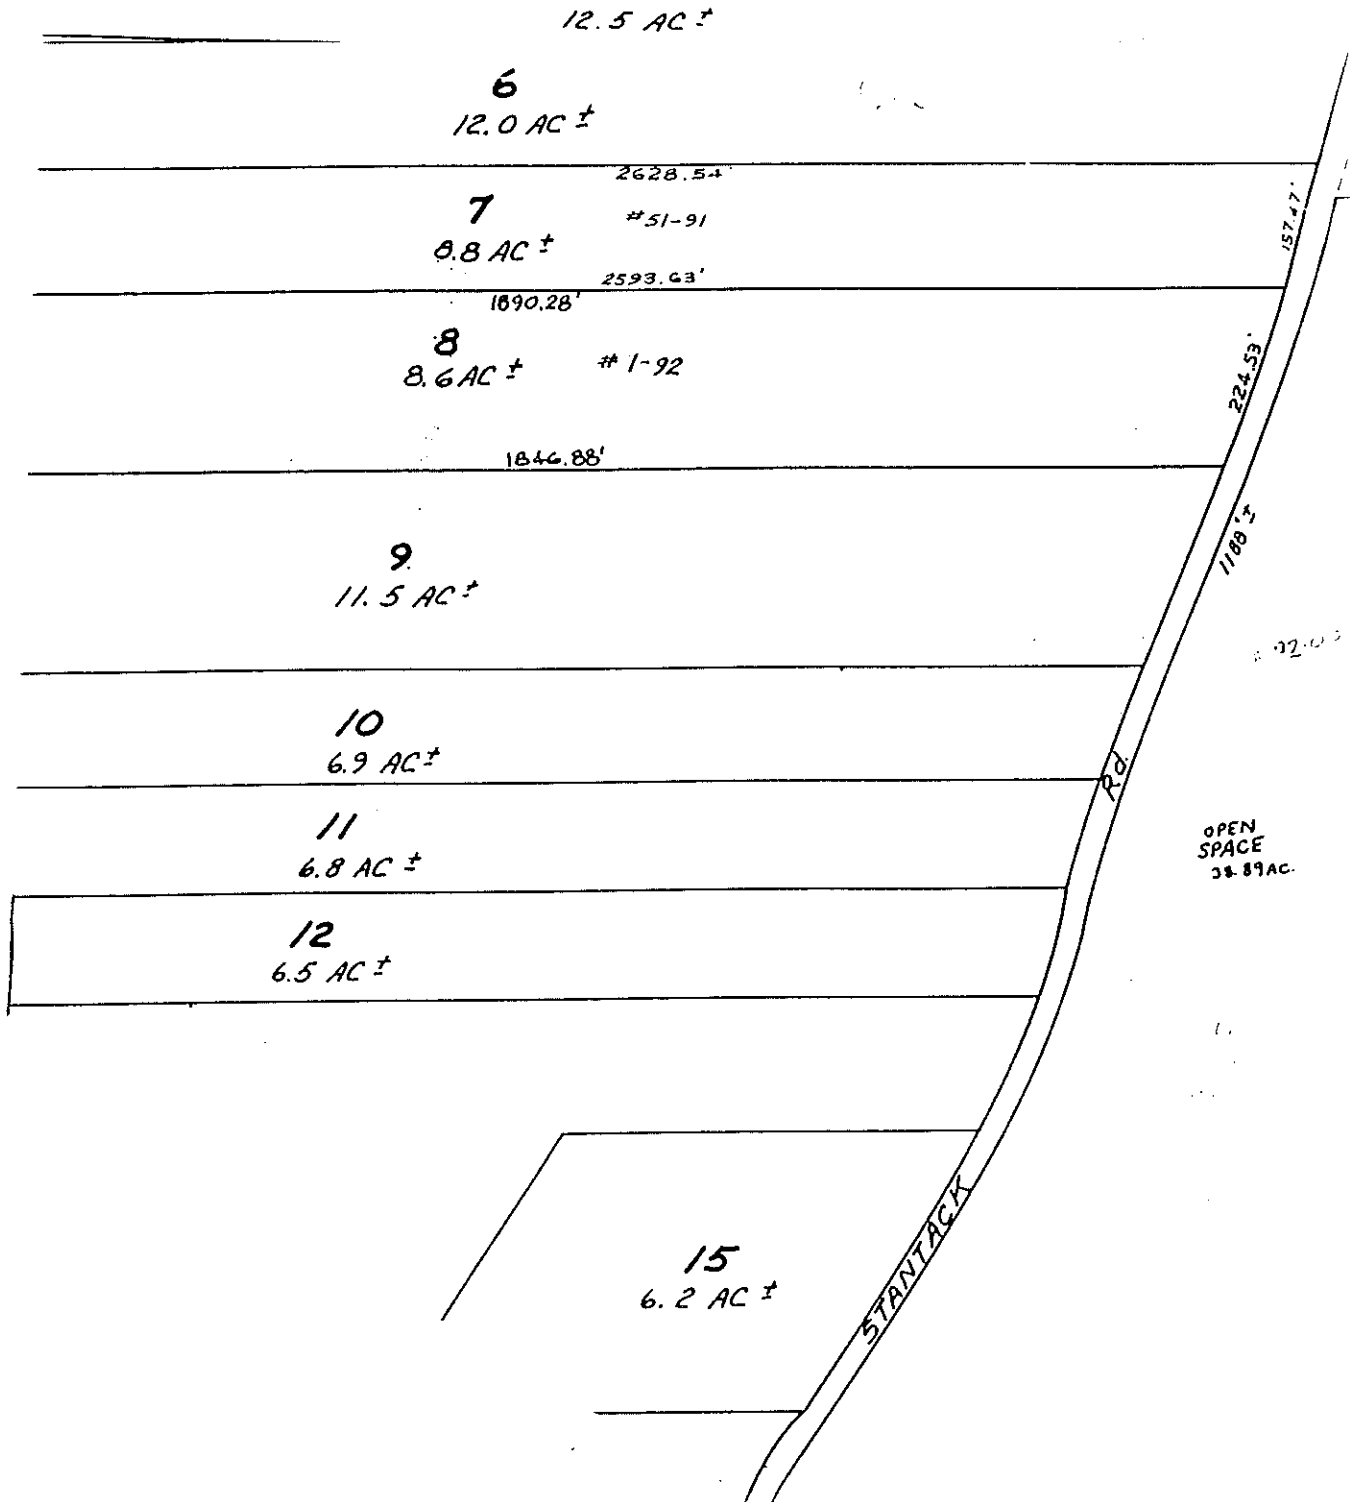 12.5 AC ±
6
12.0 AC ±
2628.54'
7
#51-91
8.8 AC ±
157.47'
2593.63'
1890.28'
8
8.6 AC ±
# 1-92
224.53'
1846.88'
1188'±
9
11.5 AC ±
10
6.9 AC ±
Rd.
11
6.8 AC ±
OPEN
SPACE
38.89 AC.
12
6.5 AC ±
STANTACK
15
6.2 AC ±